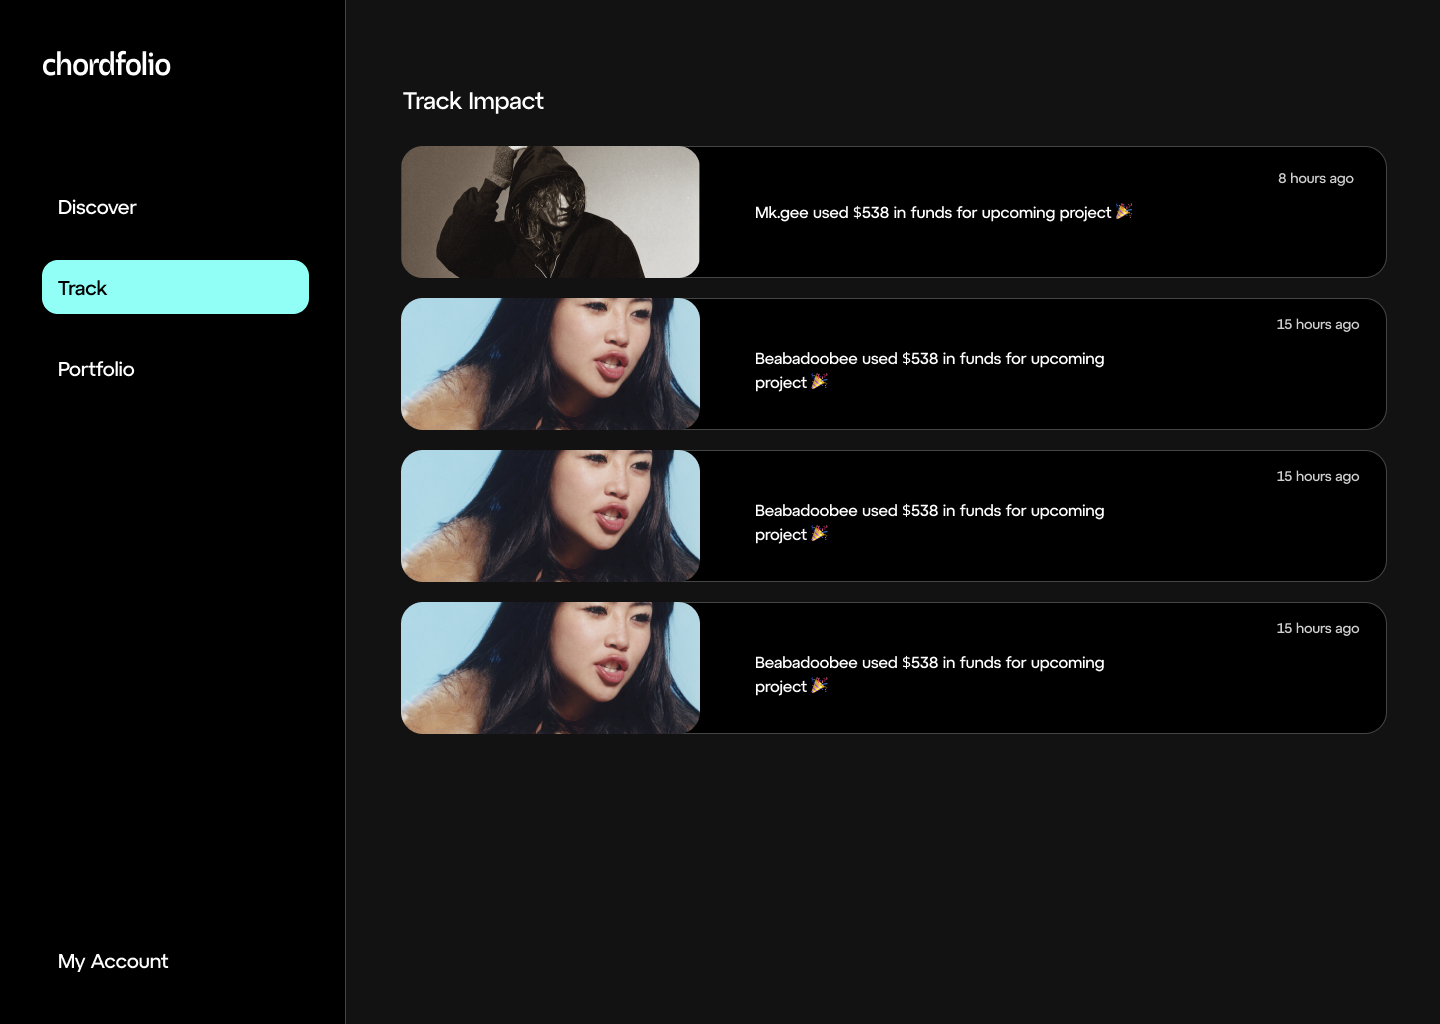 chordfolio
Discover
Track
Portfolio
My Account
Track Impact
8 hours ago
Mk.gee used $538 in funds for upcoming project 🎉
15 hours ago
Beabadoobee used $538 in funds for upcoming
project 🎉
15 hours ago
Beabadoobee used $538 in funds for upcoming
project 🎉
15 hours ago
Beabadoobee used $538 in funds for upcoming
project 🎉